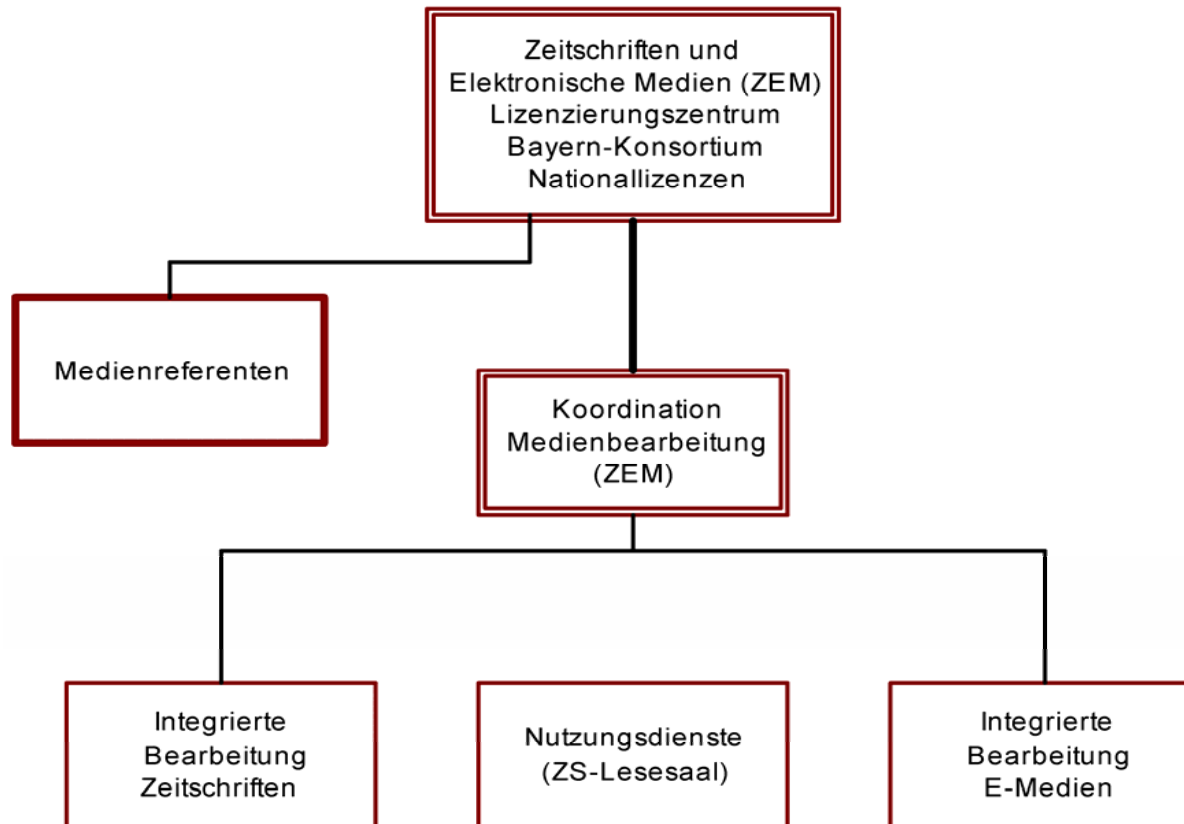 Zeitschriften und
Elektronische Medien (ZEM)
Lizenzierungszentrum
Bayern-Konsortium
Nationallizenzen
Medienreferenten
Koordination
Medienbearbeitung
(ZEM)
Integrierte
Bearbeitung
Zeitschriften
Nutzungsdienste
(ZS-Lesesaal)
Integrierte
Bearbeitung
E-Medien